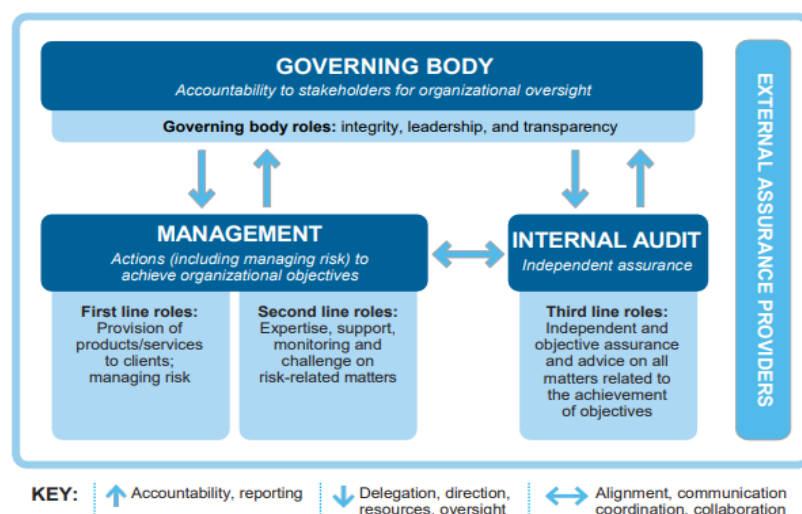 GOVERNING BODY
Accountability to stakeholders for organizational oversight
Governing body roles: integrity, leadership, and transparency
MANAGEMENT
Actions (including managing risk) to
achieve organizational objectives
First line roles:
Provision of
products/services
to clients;
managing risk
Second line roles:
Expertise, support,
monitoring and
challenge on
risk-related matters
INTERNAL AUDIT
Independent assurance
Third line roles:
Independent and
objective assurance
and advice on all
matters related to
the achievement
of objectives
EXTERNAL ASSURANCE PROVIDERS
KEY:
Accountability, reporting
Delegation, direction,
resources, oversight
Alignment, communication
coordination, collaboration